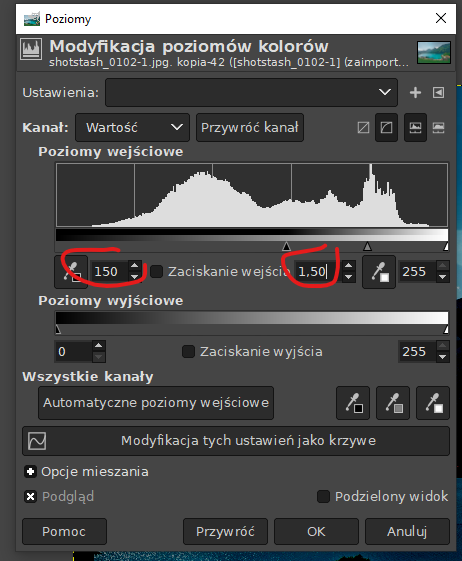 Poziomy
Modyfikacja poziomów kolorów
shotstash_0102-1.jpg. kopia-42 ([shotstash_0102-1] (zaimport...
Ustawienia:
Kanał: Wartość Przywróć kanał
Poziomy wejściowe
150 Zaciskanie wejścia 1,50 255
Poziomy wyjściowe
0 Zaciskanie wyjścia 255
Wszystkie kanały
Automatyczne poziomy wejściowe
Modyfikacja tych ustawień jako krzywe
Opcje mieszania
Podgląd Podzielony widok
Pomoc Przywróć OK Anuluj